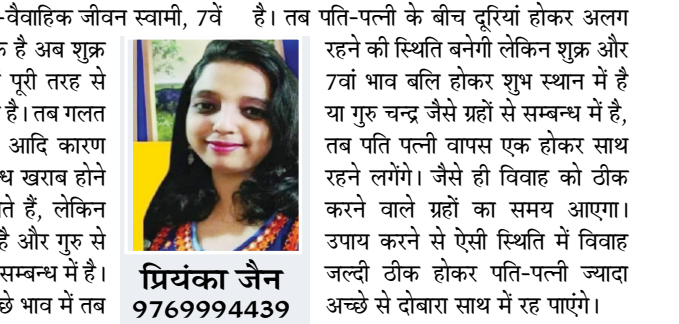 -वैवाहिक जीवन स्वामी, 7वें
है अब शुक्र
पूरी तरह से
है। तब गलत
आदि कारण
खराब होने
हैं, लेकिन
है और गुरु से
सम्बन्ध में है।
भाव में तब
प्रियंका जैन
9769994439
है। तब पति-पत्नी के बीच दूरियां होकर अलग
रहने की स्थिति बनेगी लेकिन शुक्र और
7वां भाव बलि होकर शुभ स्थान में है
या गुरु चन्द्र जैसे ग्रहों से सम्बन्ध में है,
तब पति पत्नी वापस एक होकर साथ
रहने लगेंगे। जैसे ही विवाह को ठीक
करने वाले ग्रहों का समय आएगा।
उपाय करने से ऐसी स्थिति में विवाह
जल्दी ठीक होकर पति-पत्नी ज्यादा
अच्छे से दोबारा साथ में रह पाएंगे।